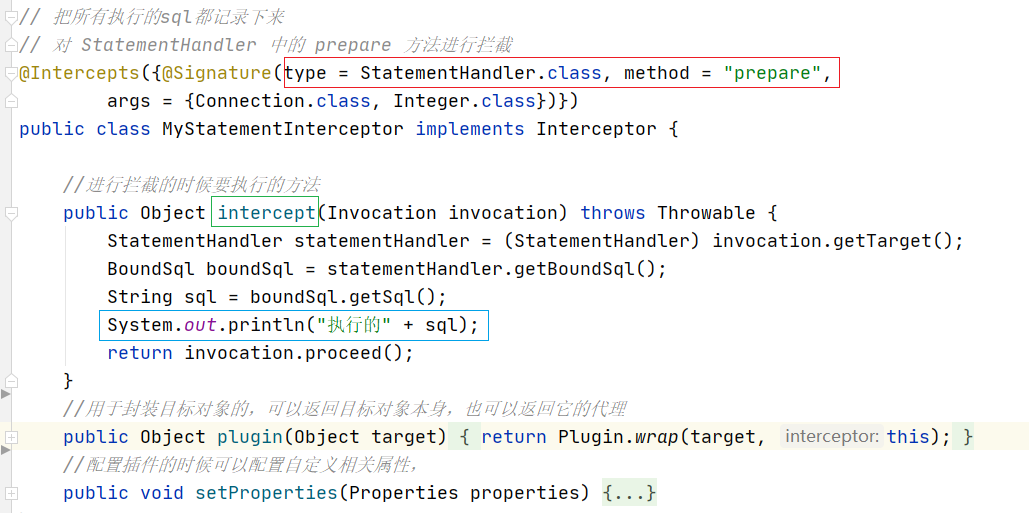 // 把所有执行的sql都记录下来
// 对 StatementHandler 中的 prepare 方法进行拦截
@Intercepts({@Signature(type = StatementHandler.class, method = "prepare",
        args = {Connection.class, Integer.class})})
public class MyStatementInterceptor implements Interceptor {
    //进行拦截的时候要执行的方法
    public Object intercept(Invocation invocation) throws Throwable {
        StatementHandler statementHandler = (StatementHandler) invocation.getTarget();
        BoundSql boundSql = statementHandler.getBoundSql();
        String sql = boundSql.getSql();
        System.out.println("执行的" + sql);
        return invocation.proceed();
    }
    //用于封装目标对象的，可以返回目标对象本身，也可以返回它的代理
    public Object plugin(Object target) { return Plugin.wrap(target, interceptor: this); }
    //配置插件的时候可以配置自定义相关属性，
    public void setProperties(Properties properties) {...}